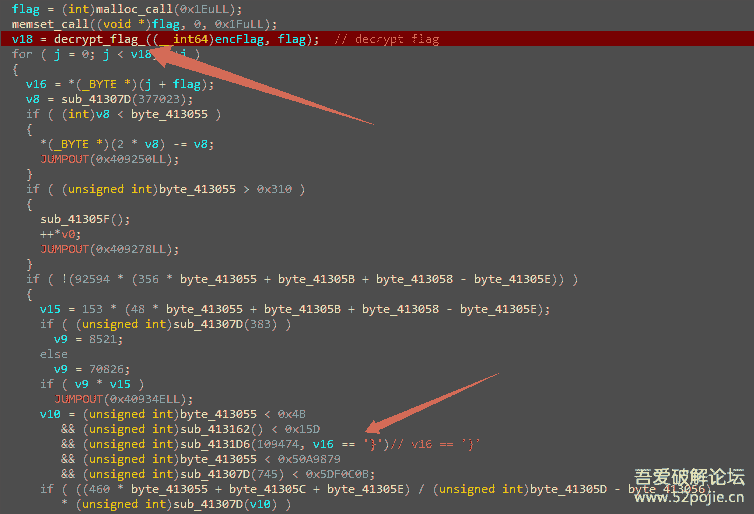 flag = (int)malloc_call(0x1EuLL);
memset_call((void *)flag, 0, 0x1FuLL);
v18 = decrypt_flag_((__int64)encFlag, flag);  // decrypt flag
for ( j = 0; j < v18; ++j )
{
v16 = *(_BYTE *)(j + flag);
v8 = sub_41307D(377023);
if ( (int)v8 < byte_413055 )
{
*(_BYTE *)(2 * v8) -= v8;
JUMPOUT(0x409250LL);
}
if ( (unsigned int)byte_413055 > 0x310 )
{
sub_41305F();
++*v0;
JUMPOUT(0x409278LL);
}
if ( !(92594 * (356 * byte_413055 + byte_41305B + byte_413058 - byte_41305E)) )
{
v15 = 153 * (48 * byte_413055 + byte_41305B + byte_413058 - byte_41305E);
if ( (unsigned int)sub_41307D(383) )
v9 = 8521;
else
v9 = 70826;
if ( v9 * v15 )
JUMPOUT(0x40934ELL);
v10 = (unsigned int)byte_413055 < 0x4B
&& (unsigned int)sub_413162() < 0x15D
&& (unsigned int)sub_4131D6(109474, v16 == '}')// v16 == '}'
&& (unsigned int)byte_413055 < 0x50A9879
&& (unsigned int)sub_41307D(745) < 0x5DF0C0B;
if ( ((460 * byte_413055 + byte_41305C + byte_41305E) / (unsigned int)byte_41305D - byte_413056)
* (unsigned int)sub_41307D(v10) )
吾爱破解论坛
www.52pojie.cn